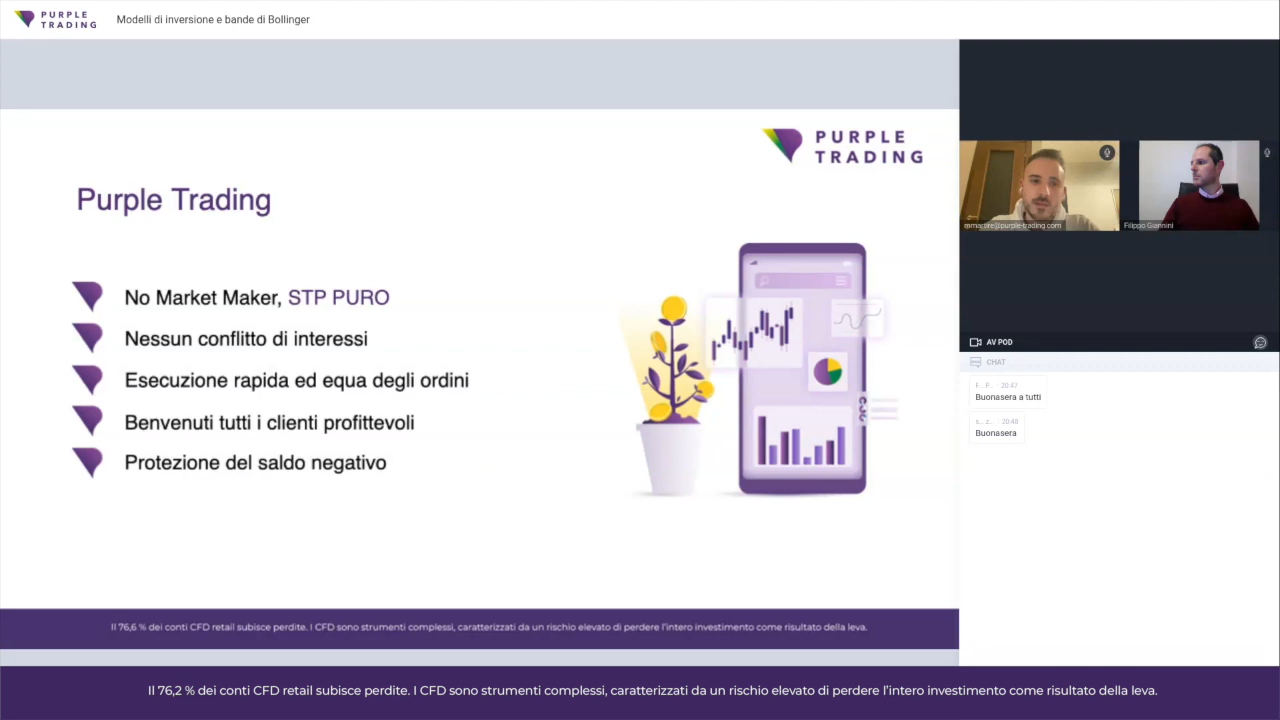 PURPLE
TRADING
Modelli di inversione e bande di Bollinger
PURPLE
TRADING
Purple Trading
No Market Maker, STP PURO
Nessun conflitto di interessi
Esecuzione rapida ed equa degli ordini
Benvenuti tutti i clienti profittevoli
Protezione del saldo negativo
Il 76,6 % dei conti CFD retail subisce perdite. I CFD sono strumenti complessi, caratterizzati da un rischio elevato di perdere l'intero investimento come risultato della leva.
mmartire@purple-trading.com
Filippo Giannini
AV POD
CHAT
F... P... · 20:47
Buonasera a tutti
s... z... · 20:48
Buonasera
Il 76,2 % dei conti CFD retail subisce perdite. I CFD sono strumenti complessi, caratterizzati da un rischio elevato di perdere l'intero investimento come risultato della leva.